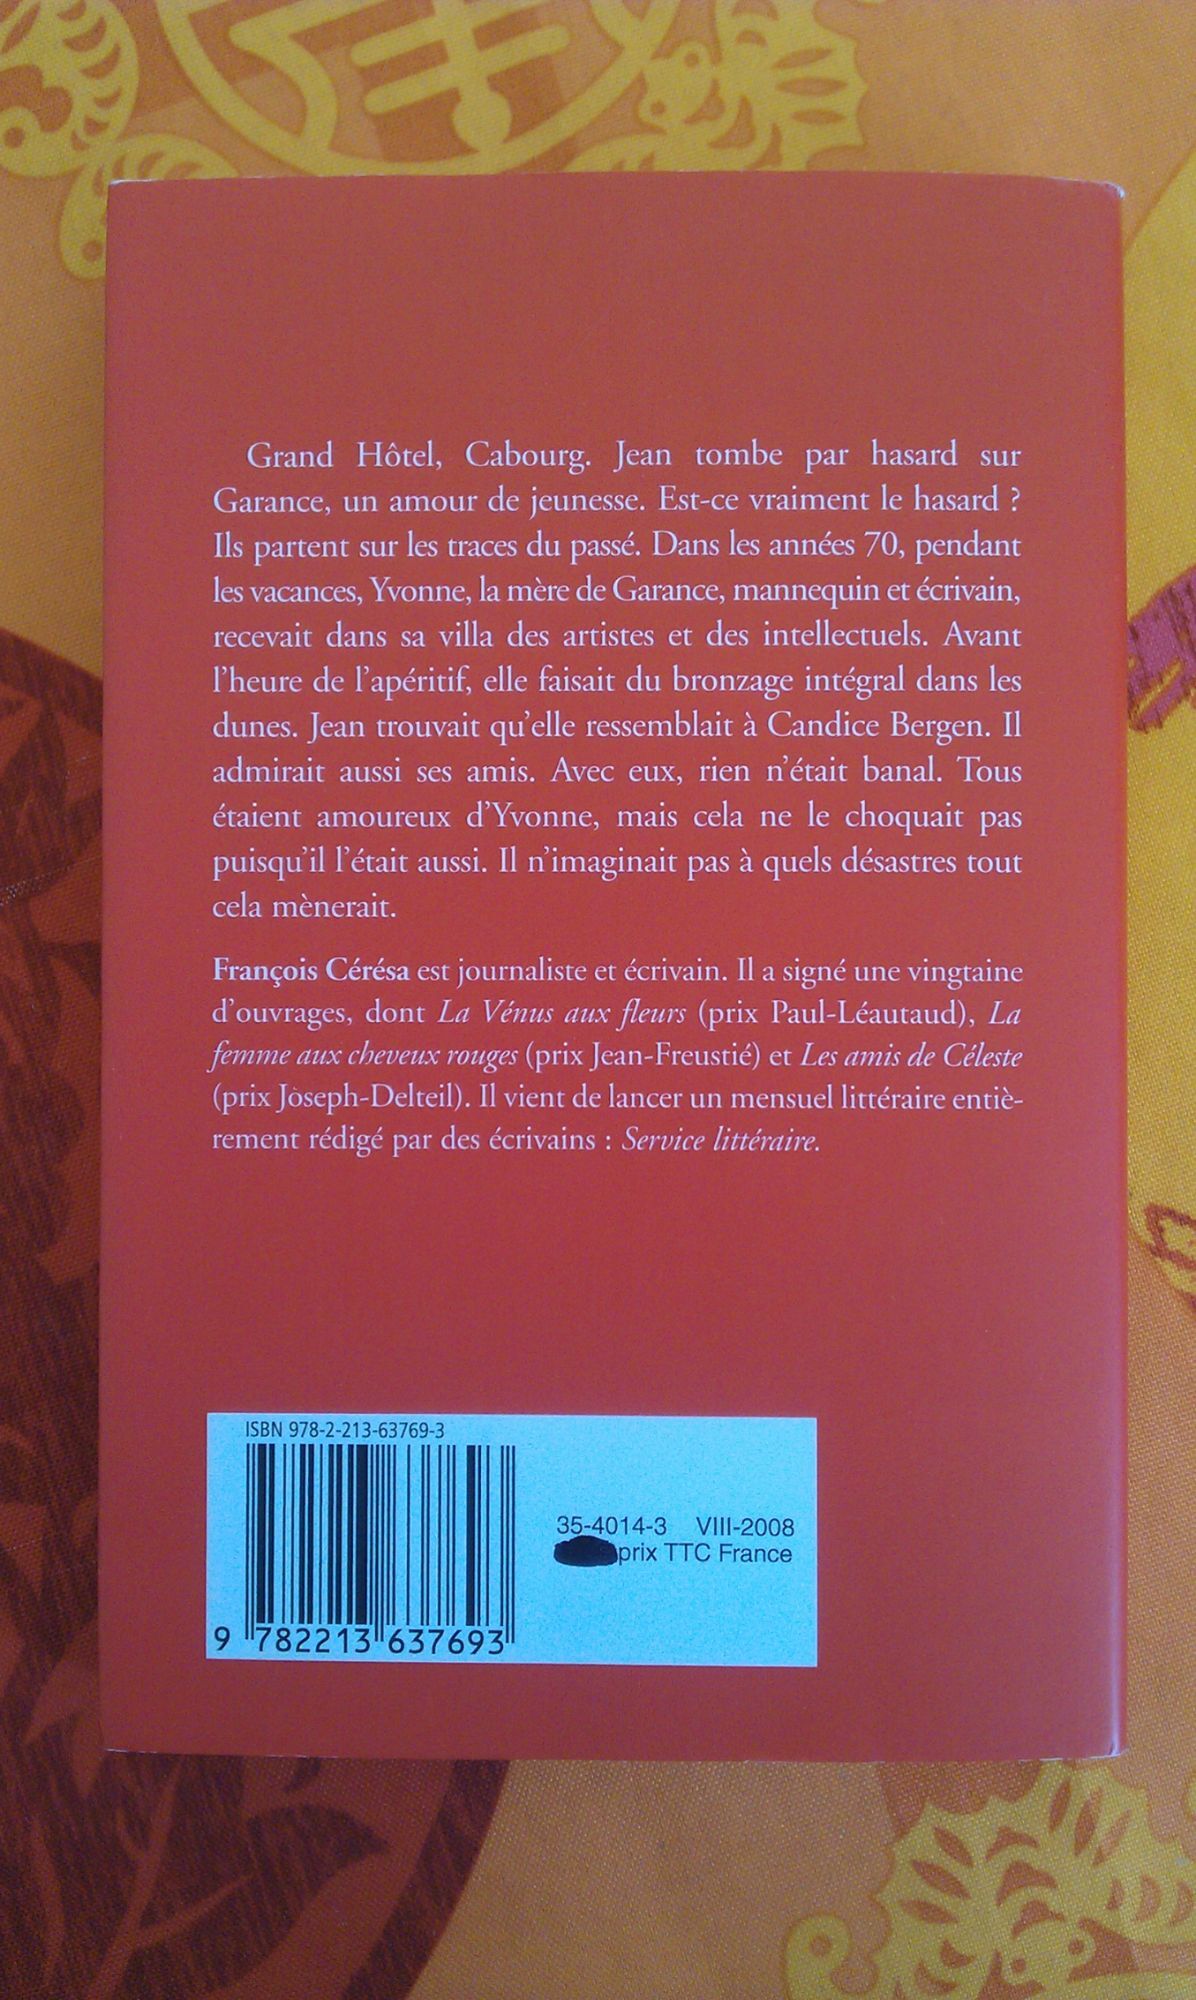 Grand Hôtel, Cabourg. Jean tombe par hasard sur
Garance, un amour de jeunesse. Est-ce vraiment le hasard ?
Ils partent sur les traces du passé. Dans les années 70, pendant
les vacances, Yvonne, la mère de Garance, mannequin et écrivain,
recevait dans sa villa des artistes et des intellectuels. Avant
l'heure de l'apéritif, elle faisait du bronzage intégral dans les
dunes. Jean trouvait qu'elle ressemblait à Candice Bergen. Il
admirait aussi ses amis. Avec eux, rien n'était banal. Tous
étaient amoureux d'Yvonne, mais cela ne le choquait pas
puisqu'il l'était aussi. Il n'imaginait pas à quels désastres tout
cela mènerait.
François Cérésa est journaliste et écrivain. Il a signé une vingtaine
d'ouvrages, dont La Vénus aux fleurs (prix Paul-Léautaud), La
femme aux cheveux rouges (prix Jean-Freustié) et Les amis de Céleste
(prix Joseph-Delteil). Il vient de lancer un mensuel littéraire entiè-
rement rédigé par des écrivains : Service littéraire.
ISBN 978-2-213-63769-3
35-4014-3 VIII-2008
prix TTC France
9 782213 637693